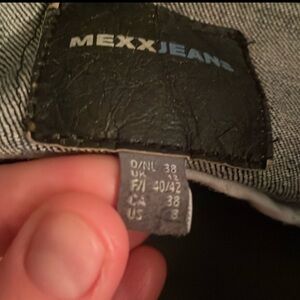 MEXXJEANS
D/NL 38
UK 12
F/I 40/42
CA 38
US 8